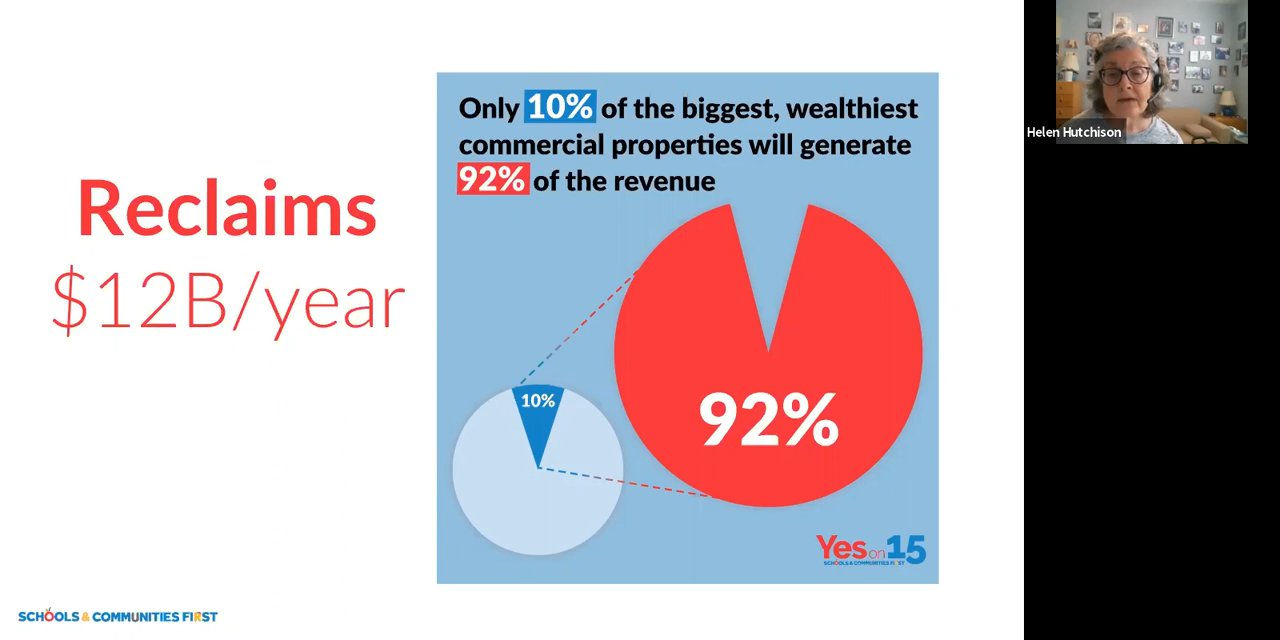 Reclaims
$12B/year
Only 10% of the biggest, wealthiest
commercial properties will generate
92% of the revenue
10%
92%
Yes on 15
SCHOOLS & COMMUNITIES FIRST
SCHOOLS & COMMUNITIES FIRST
Helen Hutchison